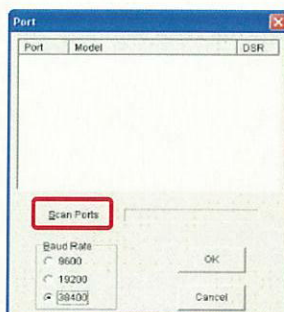 Port
Port Model DSR
Scan Ports
Baud Rate
9600
19200
38400
OK
Cancel